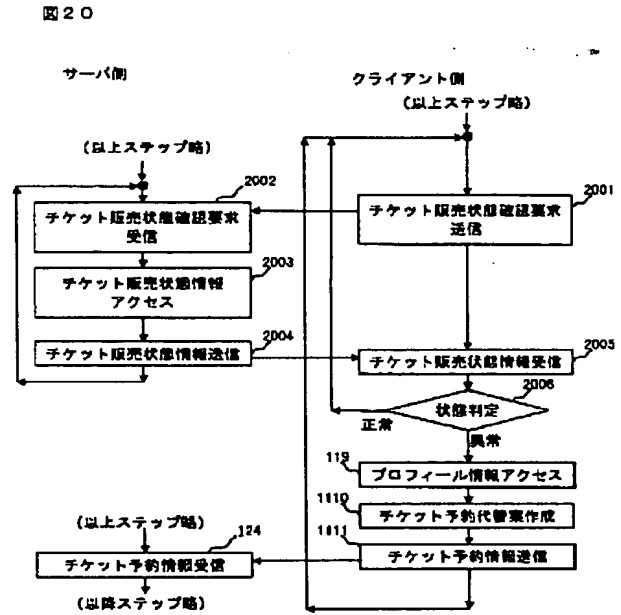 図20
サーバ側
クライアント側
(以上ステップ略)
(以上ステップ略)
2002
チケット販売状態確認要求
受信
2001
チケット販売状態確認要求
送信
2003
チケット販売状態情報
アクセス
2004
チケット販売状態情報送信
2005
チケット販売状態情報受信
2006
状態判定
正常
異常
119
プロフィール情報アクセス
1110
チケット予約代替案作成
(以上ステップ略)
124
チケット予約情報受信
1111
チケット予約情報送信
(以降ステップ略)